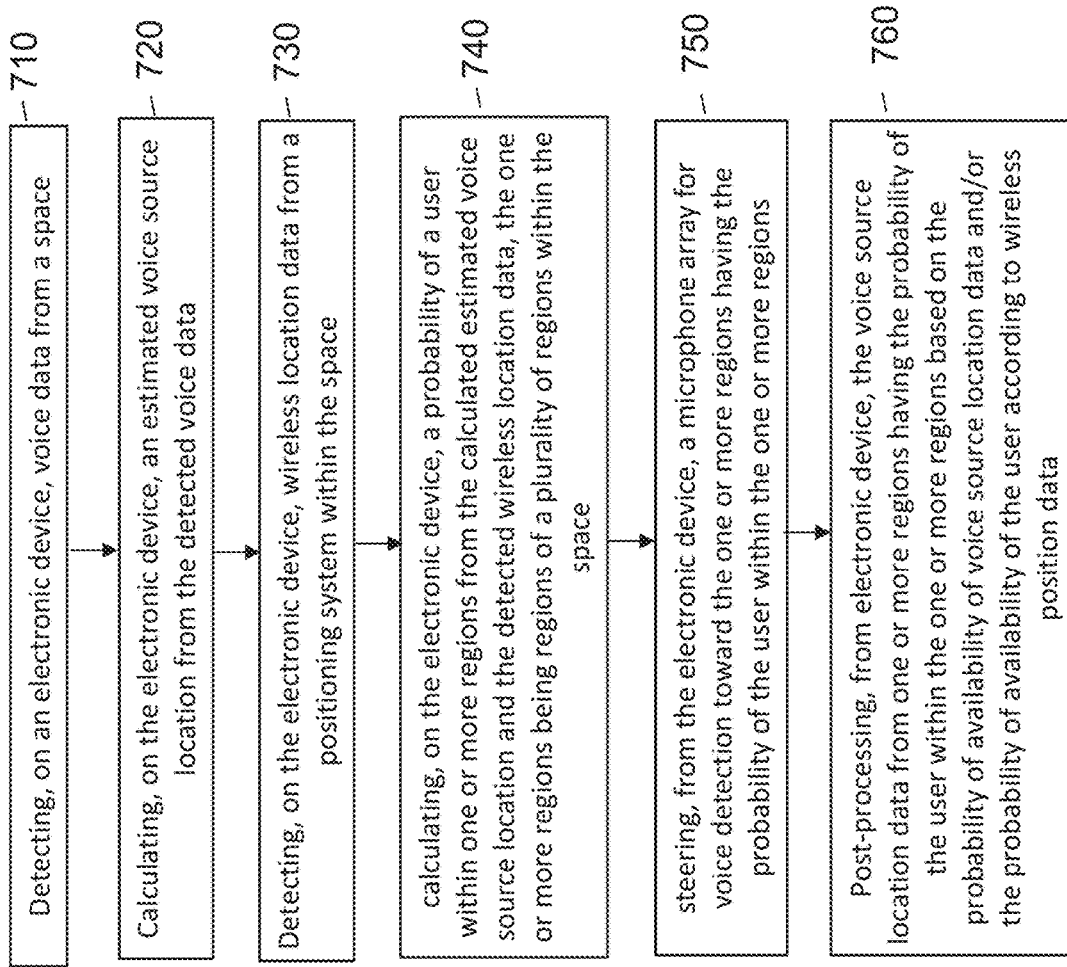 Detecting, on an electronic device, voice data from a space
710
Calculating, on the electronic device, an estimated voice source
location from the detected voice data
720
Detecting, on the electronic device, wireless location data from a
positioning system within the space
730
calculating, on the electronic device, a probability of a user
within one or more regions from the calculated estimated voice
source location and the detected wireless location data, the one
or more regions being regions of a plurality of regions within the
space
740
steering, from the electronic device, a microphone array for
voice detection toward the one or more regions having the
probability of the user within the one or more regions
750
Post-processing, from electronic device, the voice source
location data from one or more regions having the probability of
the user within the one or more regions based on the
probability of availability of voice source location data and/or
the probability of availability of the user according to wireless
position data
760